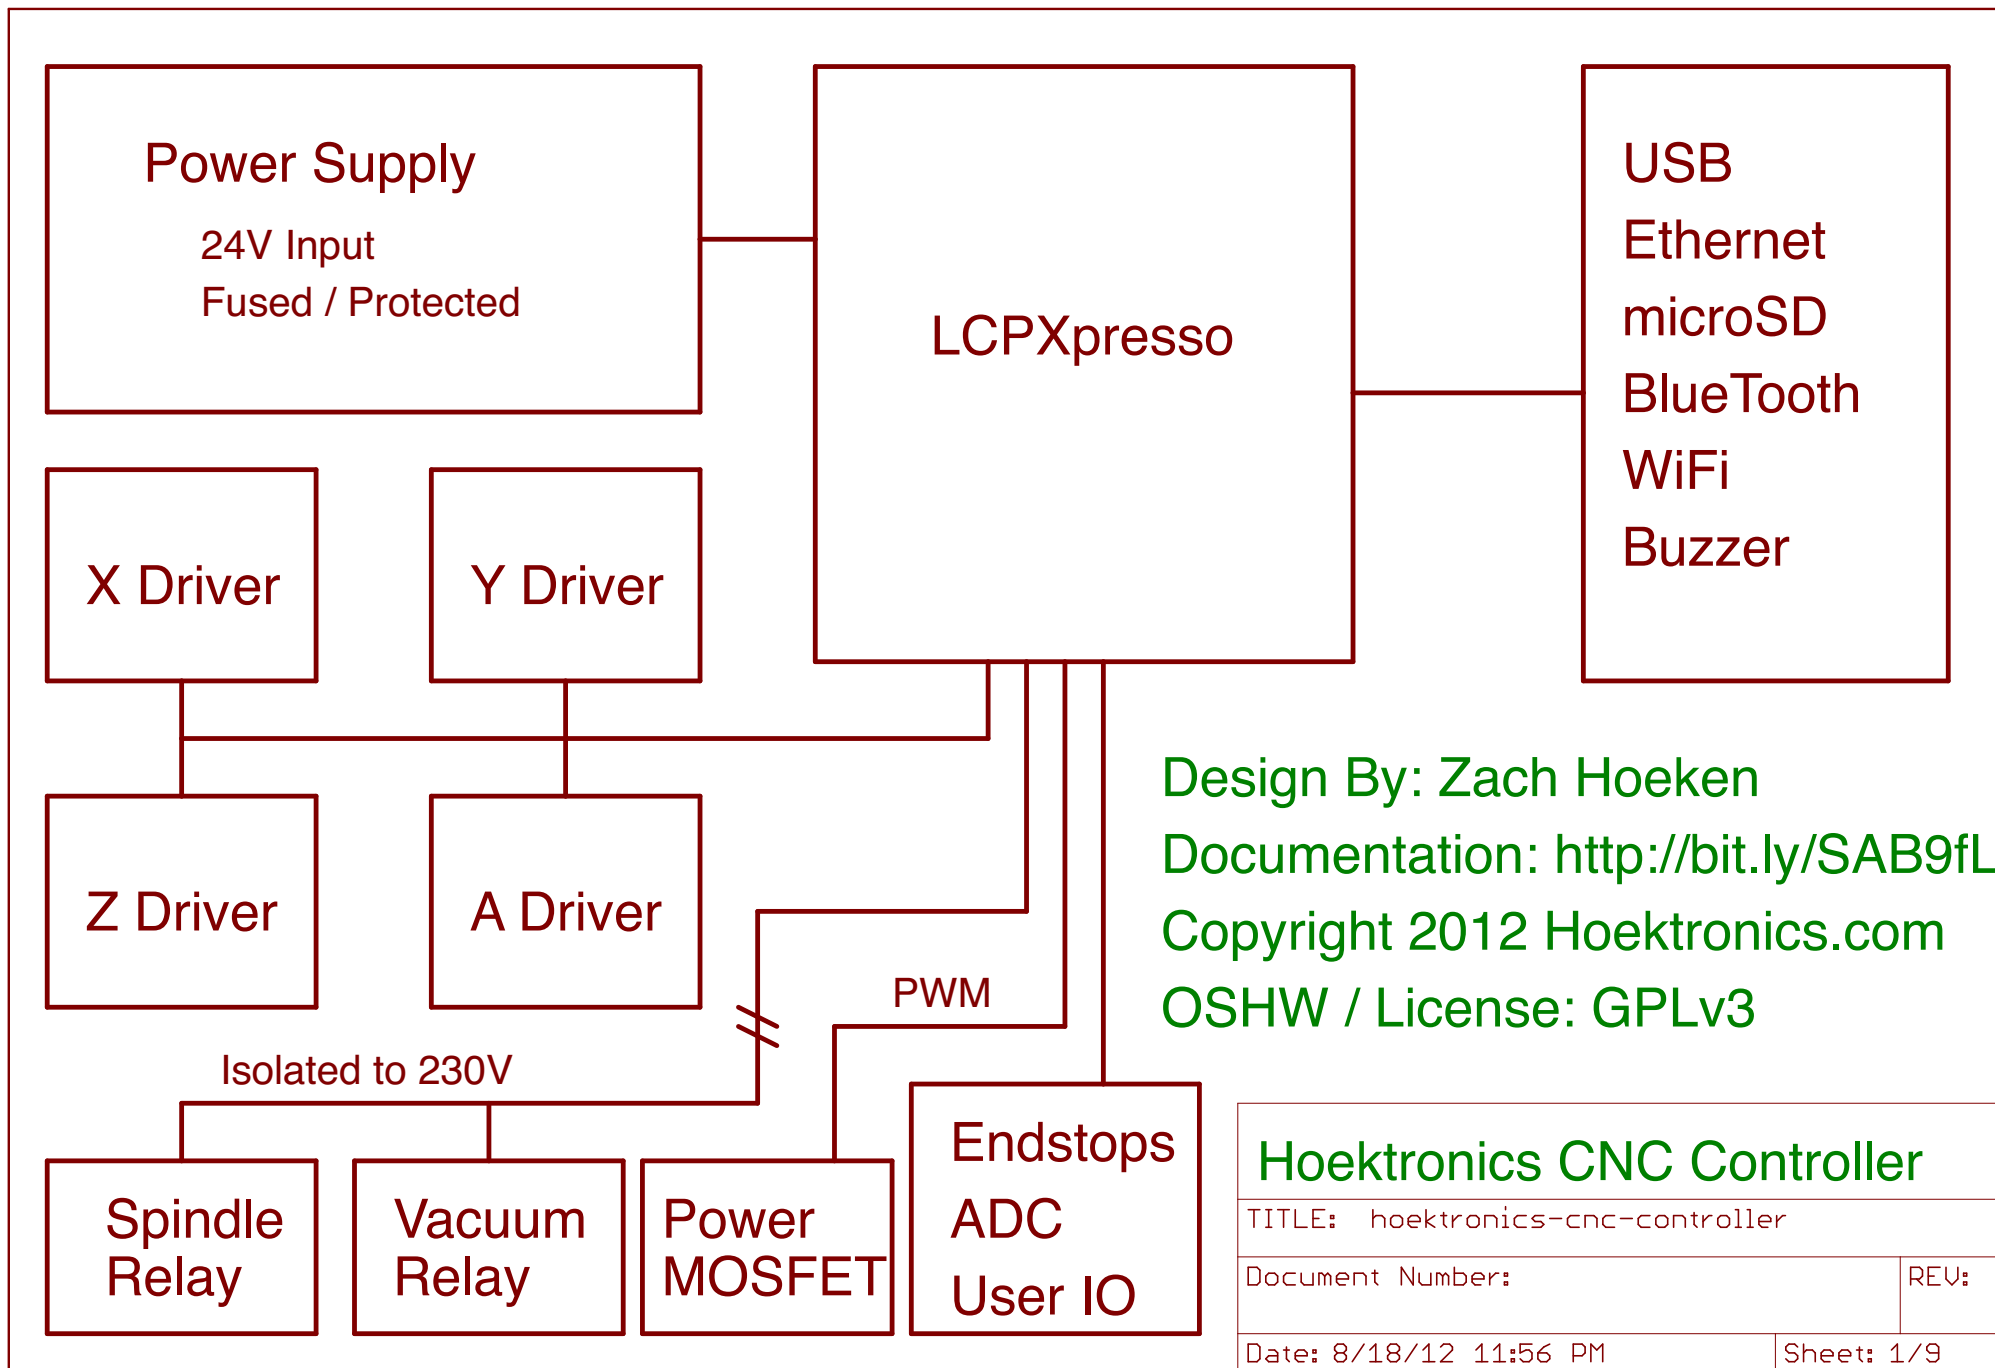 Power Supply
24V Input
Fused / Protected
LCPXpresso
USB
Ethernet
microSD
BlueTooth
WiFi
Buzzer
X Driver
Y Driver
Z Driver
A Driver
Design By: Zach Hoeken
Documentation: http://bit.ly/SAB9fL
Copyright 2012 Hoektronics.com
OSHW / License: GPLv3
PWM
Isolated to 230V
Spindle
Relay
Vacuum
Relay
Power
MOSFET
Endstops
ADC
User IO
Hoektronics CNC Controller
TITLE: hoektronics-cnc-controller
Document Number:
REV:
Date: 8/18/12 11:56 PM
Sheet: 1/9